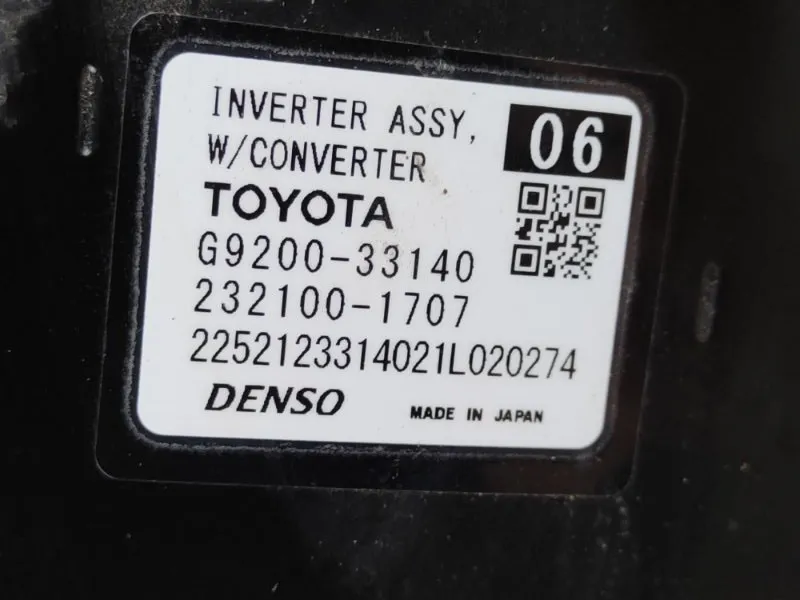 INVERTER ASSY,
W/CONVERTER
06
TOYOTA
G9200-33140
232100-1707
2252123314021L020274
DENSO
MADE IN JAPAN